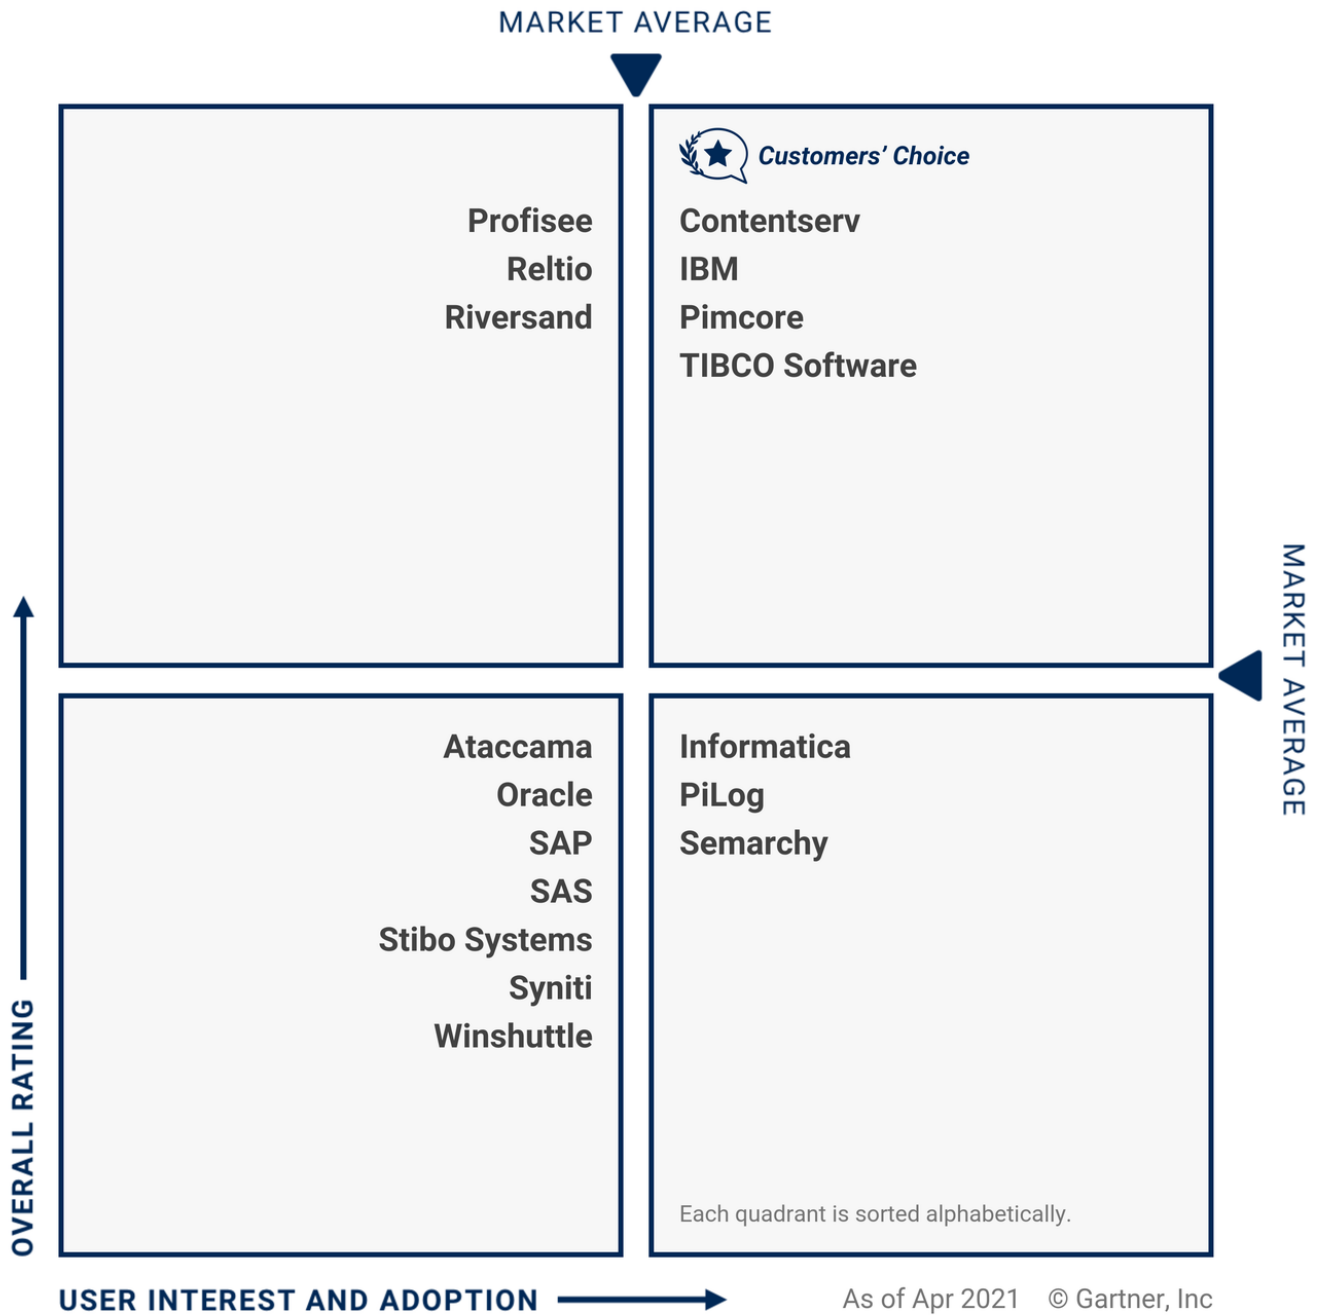 MARKET AVERAGE
Customers’ Choice
Profisee
Reltio
Riversand
Contentserv
IBM
Pimcore
TIBCO Software
MARKET AVERAGE
Ataccama
Oracle
SAP
SAS
Stibo Systems
Syniti
Winshuttle
Informatica
PiLog
Semarchy
Each quadrant is sorted alphabetically.
OVERALL RATING
USER INTEREST AND ADOPTION
As of Apr 2021 © Gartner, Inc